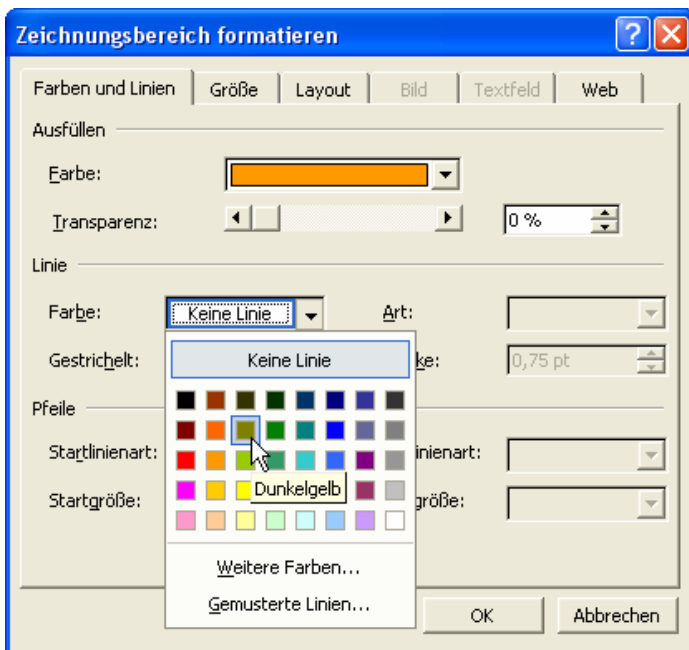 Zeichnungsbereich formatieren
Farben und Linien Größe Layout Bild Textfeld Web
Ausfüllen
Farbe:
Transparenz: 0 %
Linie
Farbe: Keine Linie Art:
Gestrichelt: Keine Linie ke: 0,75 pt
Pfeile
Startlinienart: inienart:
Dunkelgelb
Startgröße: größe:
Weitere Farben...
Gemusterte Linien...
OK Abbrechen